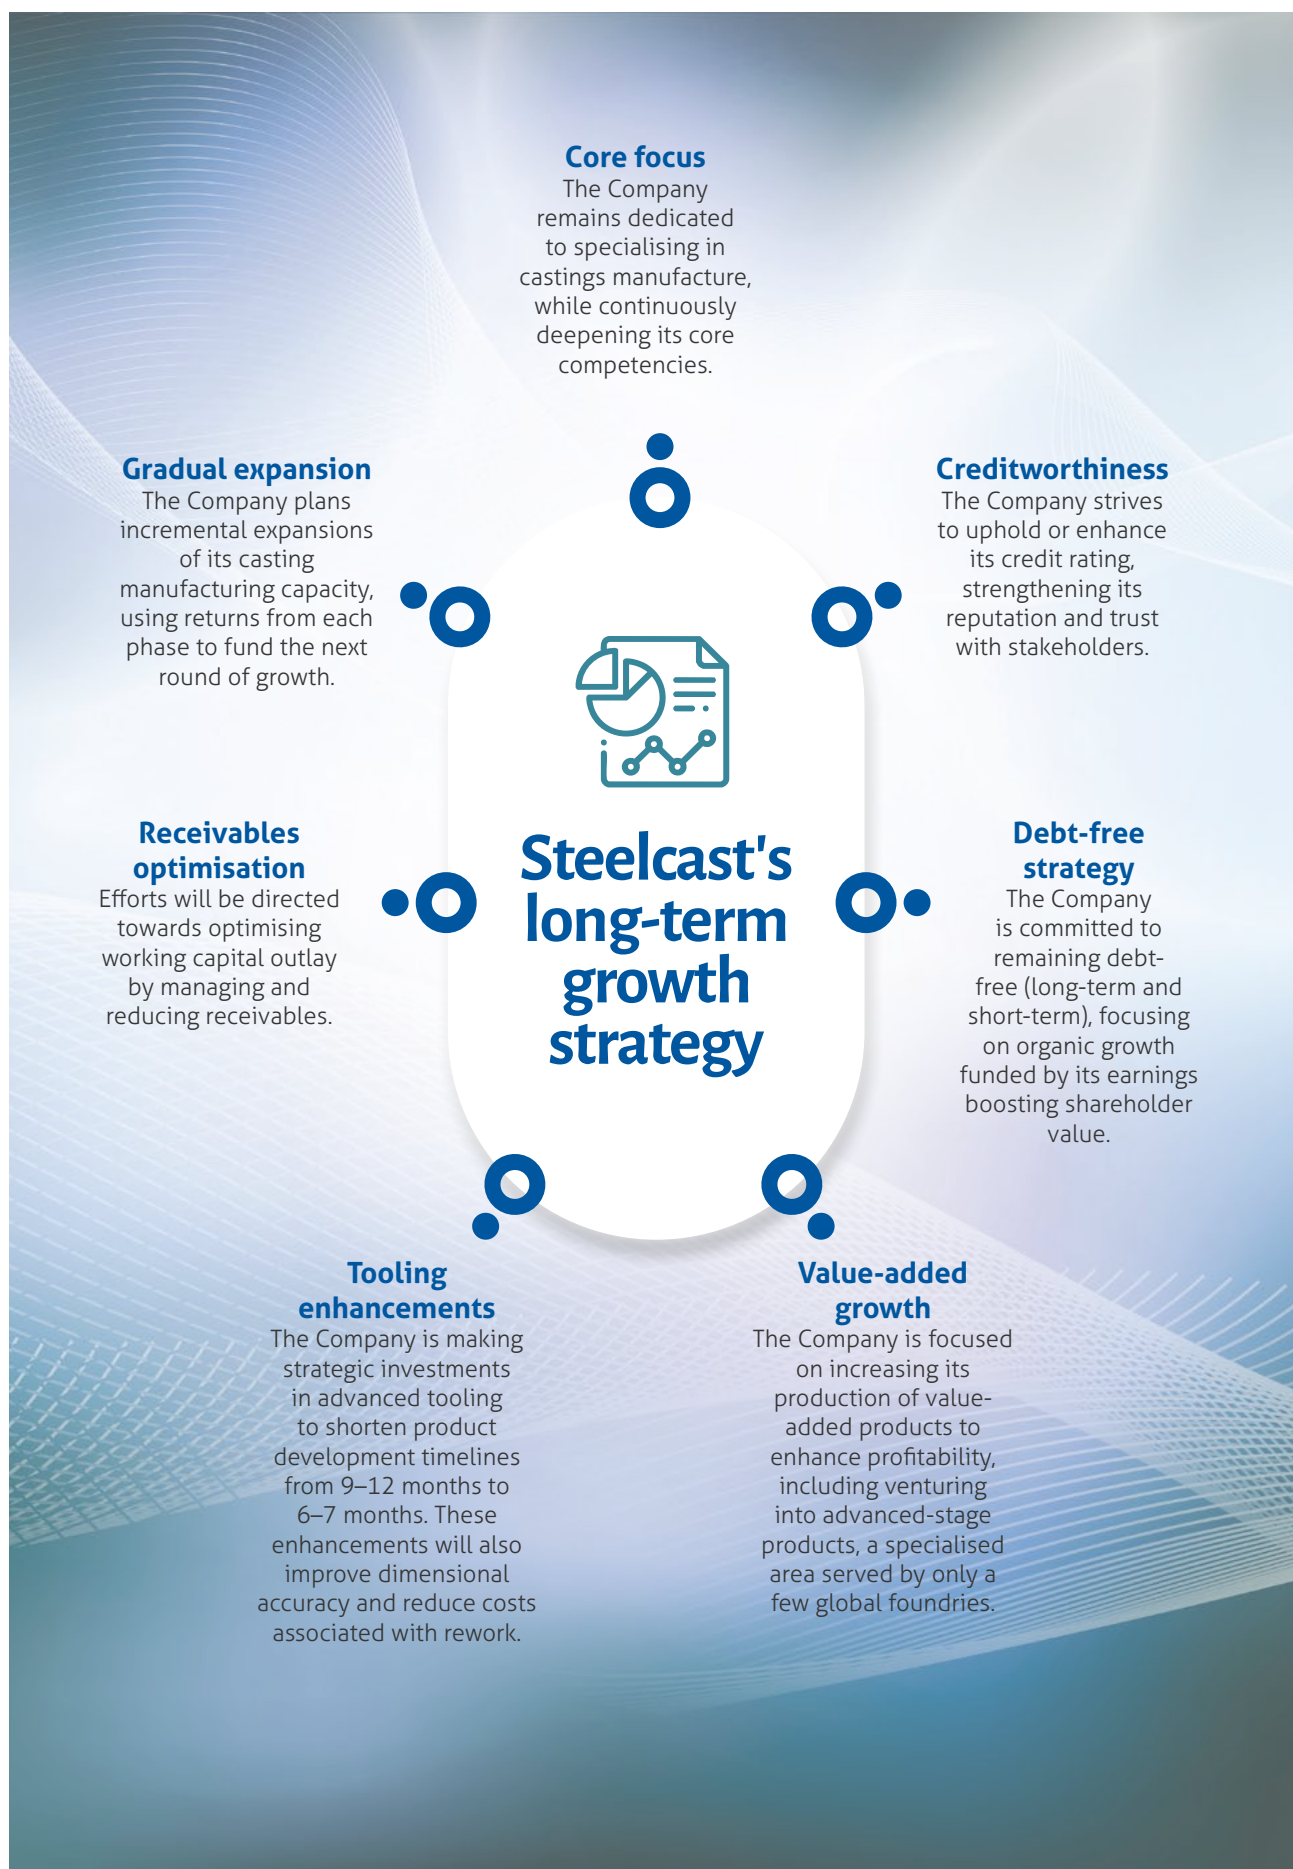 Core focus
The Company
remains dedicated
to specialising in
castings manufacture,
while continuously
deepening its core
competencies.
Gradual expansion
The Company plans
incremental expansions
of its casting
manufacturing capacity,
using returns from each
phase to fund the next
round of growth.
Creditworthiness
The Company strives
to uphold or enhance
its credit rating,
strengthening its
reputation and trust
with stakeholders.
Receivables
optimisation
Efforts will be directed
towards optimising
working capital outlay
by managing and
reducing receivables.
Steelcast's
long-term
growth
strategy
Debt-free
strategy
The Company
is committed to
remaining debt-
free (long-term and
short-term), focusing
on organic growth
funded by its earnings
boosting shareholder
value.
Tooling
enhancements
The Company is making
strategic investments
in advanced tooling
to shorten product
development timelines
from 9–12 months to
6–7 months. These
enhancements will also
improve dimensional
accuracy and reduce costs
associated with rework.
Value-added
growth
The Company is focused
on increasing its
production of value-
added products to
enhance profitability,
including venturing
into advanced-stage
products, a specialised
area served by only a
few global foundries.